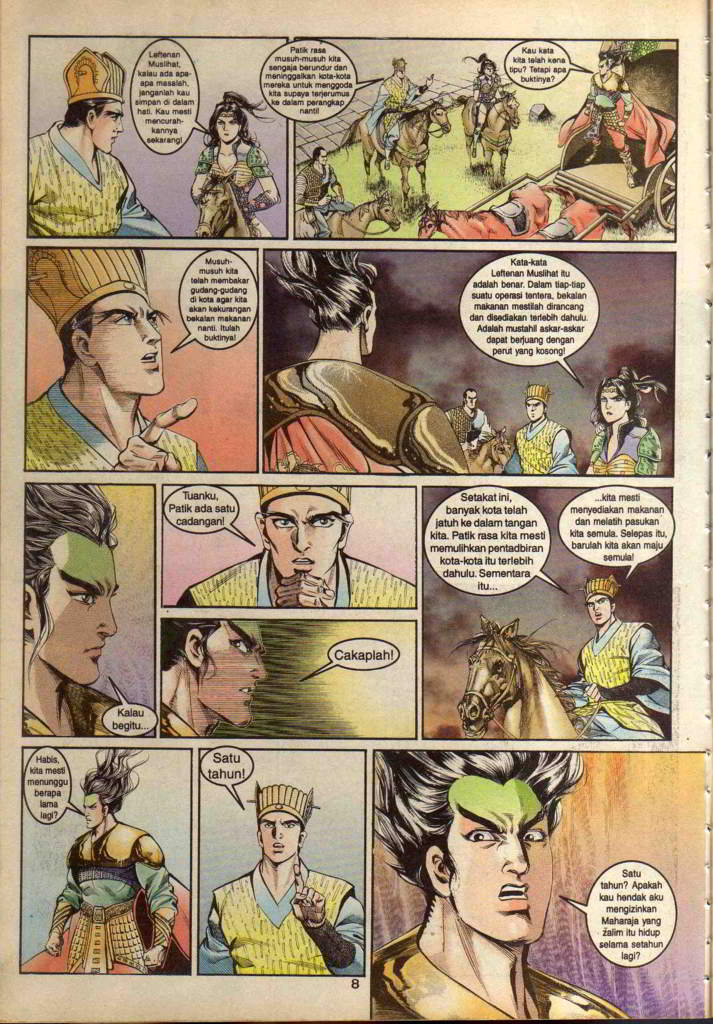 Leftenan
Muslihat,
kalau ada apa-
apa masalah,
janganlah kau
simpan di dalam
hati. Kau mesti
mencurah-
kannya
sekarang!
Patik rasa
musuh-musuh kita
sengaja berundur dan
meninggalkan kota-kota
mereka untuk menggoda
kita supaya terjerumus
ke dalam perangkap
nanti!
Kau kata
kita telah kena
tipu? Tetapi apa
buktinya?
Musuh-
musuh kita
telah membakar
gudang-gudang
di kota agar kita
akan kekurangan
bekalan makanan
nanti. Itulah
buktinya!
Kata-kata
Leftenan Muslihat itu
adalah benar. Dalam tiap-tiap
suatu operasi tentera, bekalan
makanan mestilah dirancang
dan disediakan terlebih dahulu.
Adalah mustahil askar-askar
dapat berjuang dengan
perut yang kosong!
Kalau
begitu...
Tuanku,
Patik ada satu
cadangan!
Cakaplah!
Setakat ini,
banyak kota telah
jatuh ke dalam tangan
kita. Patik rasa kita mesti
memulihkan pentadbiran
kota-kota itu terlebih
dahulu. Sementara
itu...
...kita mesti
menyediakan makanan
dan melatih pasukan
kita semula. Selepas itu,
barulah kita akan maju
semula!
Habis,
kita mesti
menunggu
berapa
lama
lagi?
Satu
tahun!
Satu
tahun? Apakah
kau hendak aku
mengizinkan
Maharaja yang
zalim itu hidup
selama setahun
lagi?
8